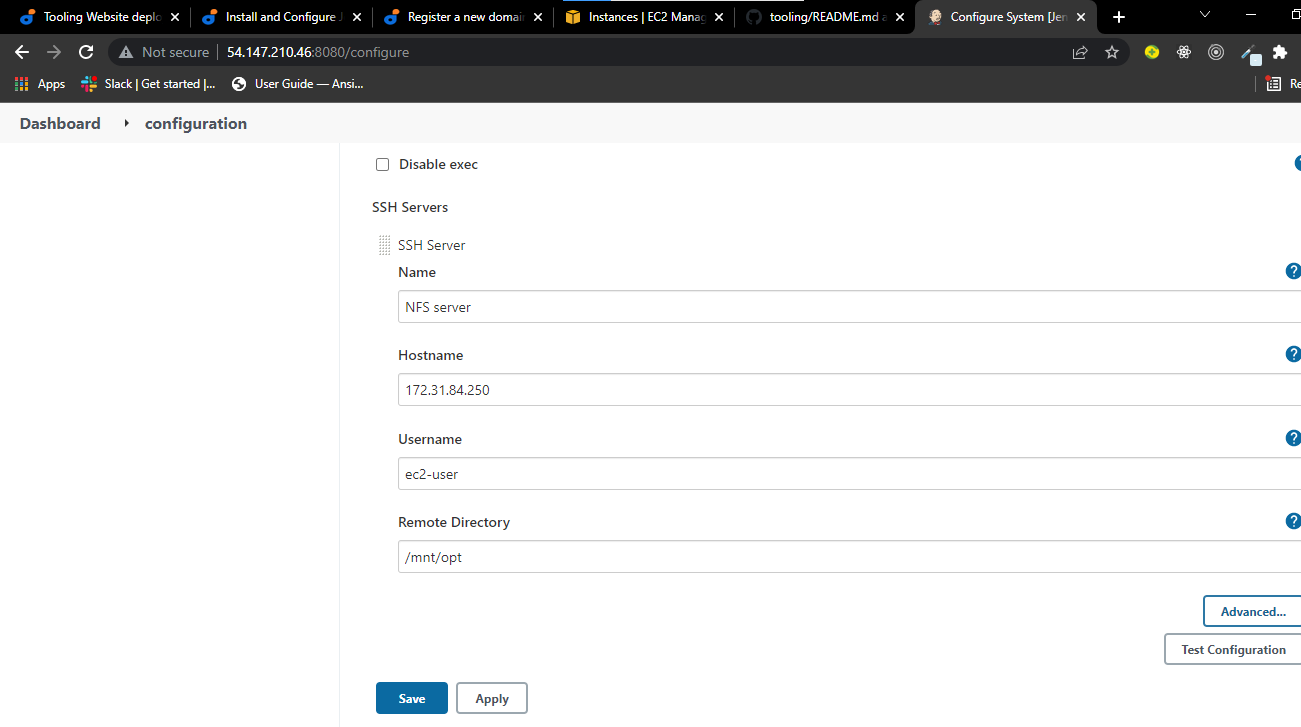 Tooling Website deplo Install and Configure J Register a new domai Instances | EC2 Manag tooling/README.md a Configure System [Jen
Not secure 54.147.210.46:8080/configure
Apps Slack | Get started |... User Guide — Ansi... Re
Dashboard configuration
Disable exec
SSH Servers
SSH Server
Name
NFS server
Hostname
172.31.84.250
Username
ec2-user
Remote Directory
/mnt/opt
Advanced...
Test Configuration
Save Apply